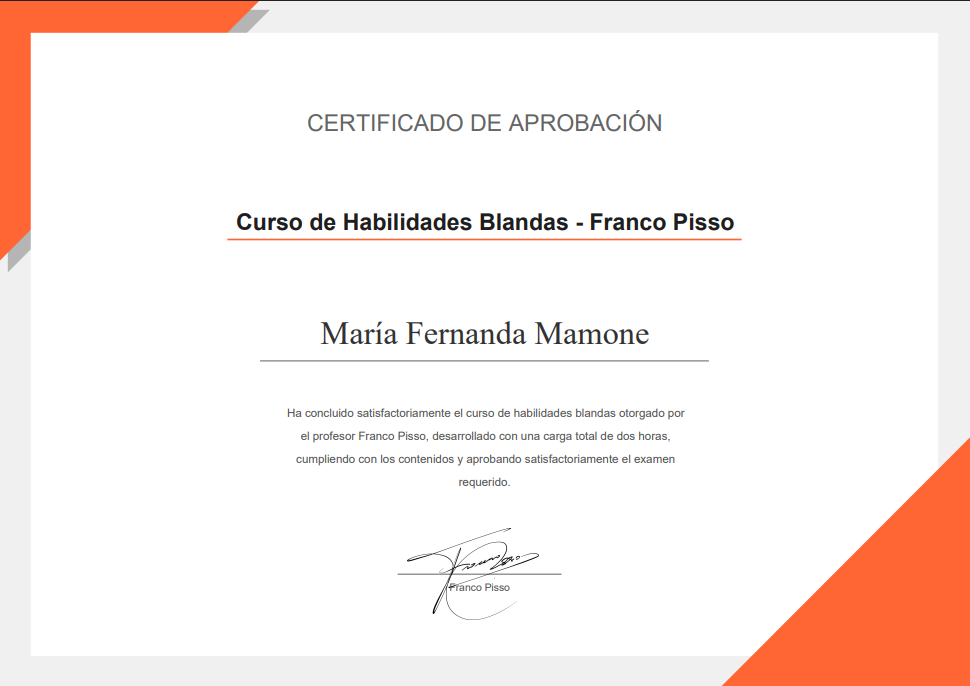 CERTIFICADO DE APROBACIÓN
Curso de Habilidades Blandas - Franco Pisso
María Fernanda Mamone
Ha concluido satisfactoriamente el curso de habilidades blandas otorgado por
el profesor Franco Pisso, desarrollado con una carga total de dos horas,
cumpliendo con los contenidos y aprobando satisfactoriamente el examen
requerido.
Franco Pisso